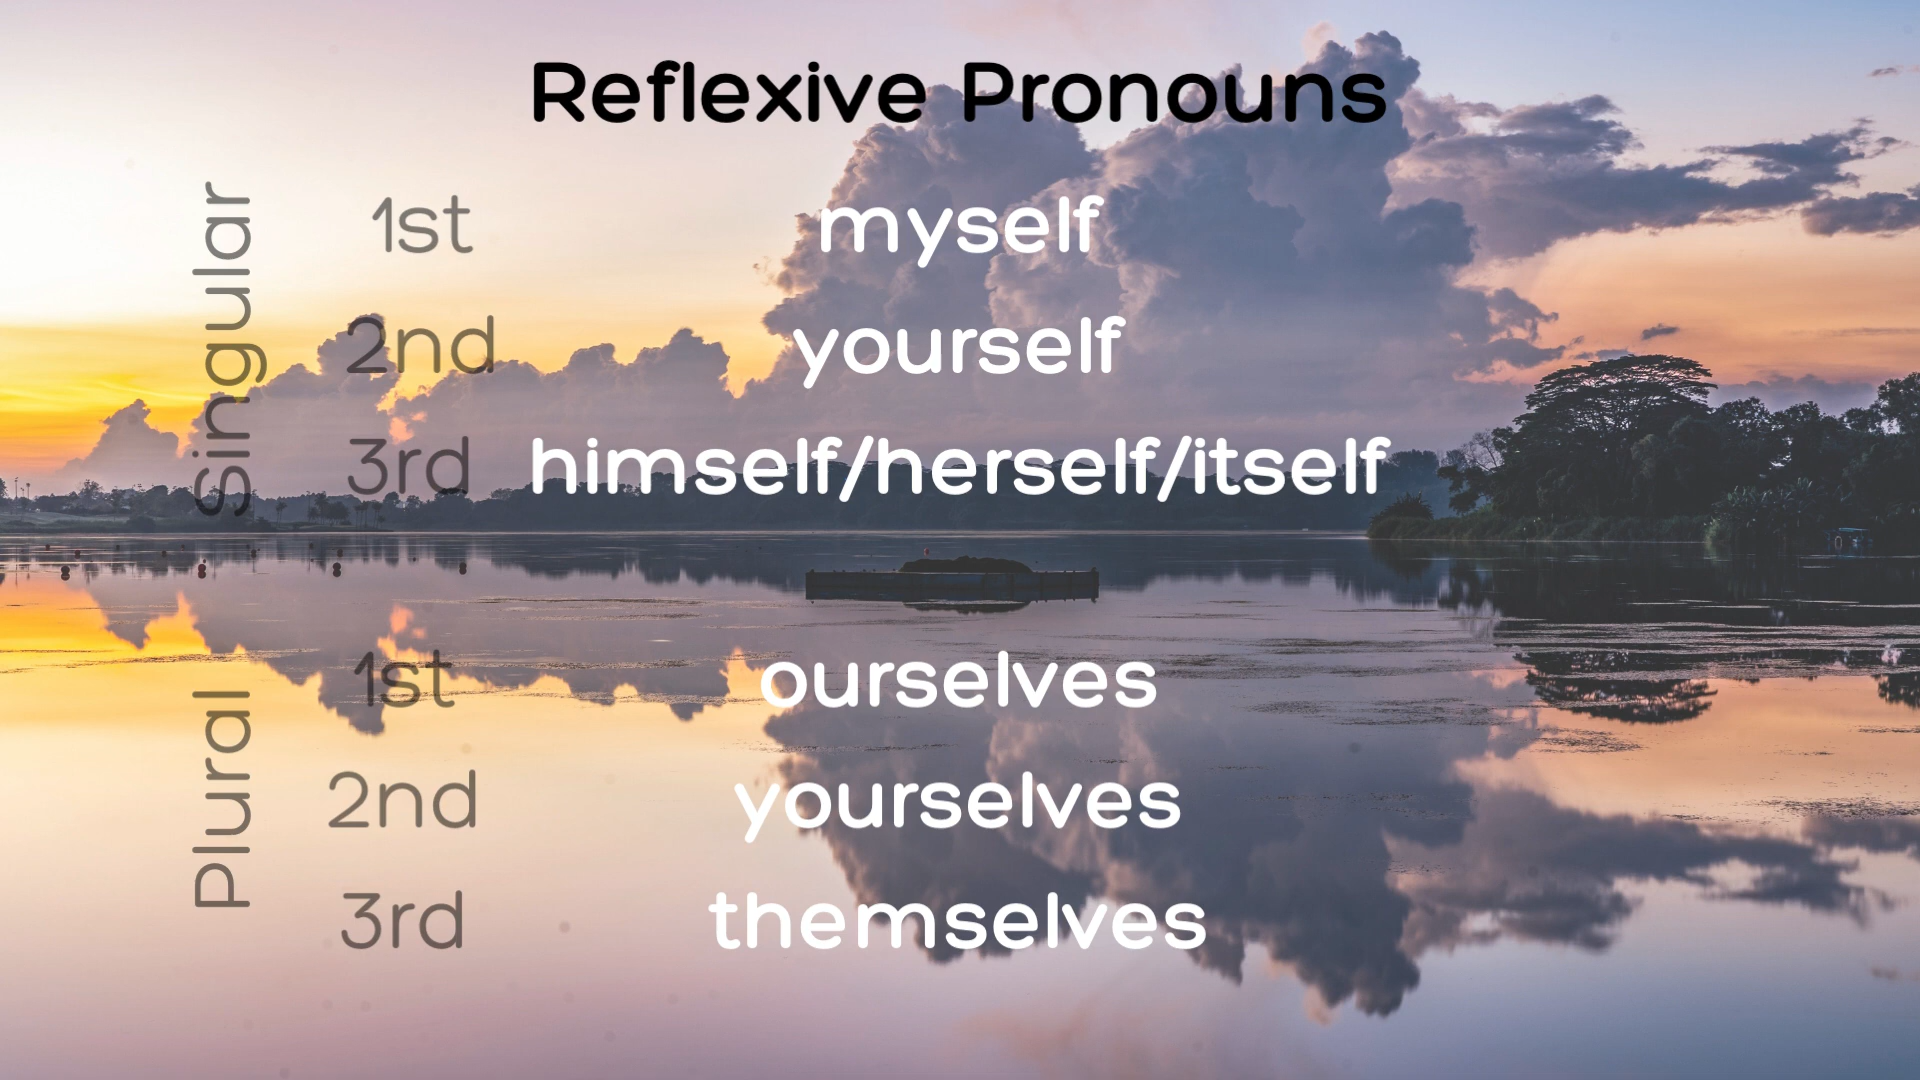 Reflexive Pronouns
Singular
1st myself
2nd yourself
3rd himself/herself/itself
Plural
1st ourselves
2nd yourselves
3rd themselves